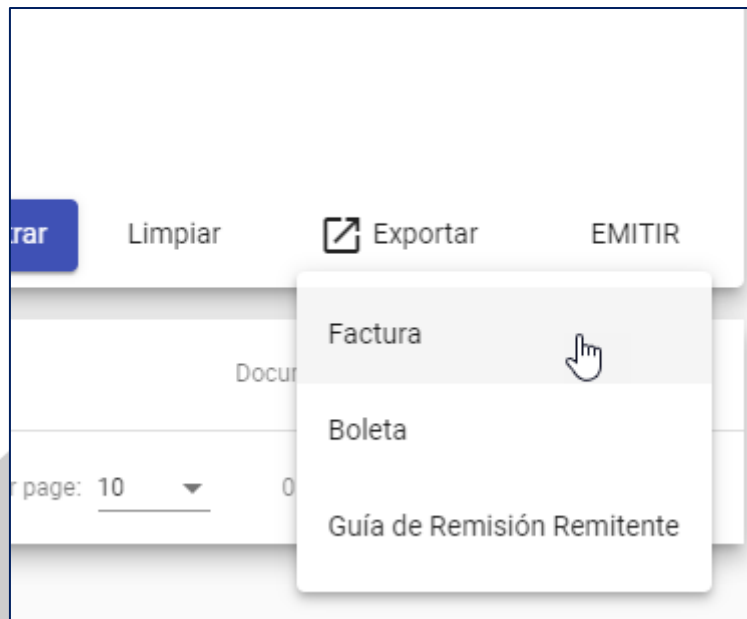 rar Limpiar Exportar EMITIR
Factura
Docu
Boleta
r page: 10 0
Guía de Remisión Remitente